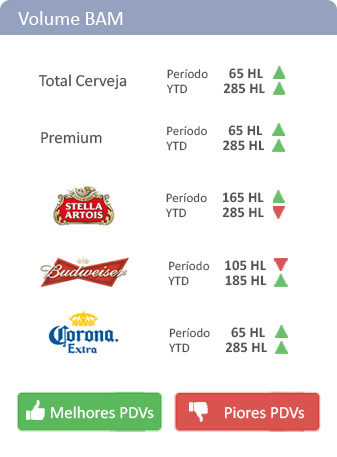 Volume BAM
Total Cerveja
Período 65 HL
YTD 285 HL
Premium
Período 65 HL
YTD 285 HL
STELLA
ARTOIS
Período 165 HL
YTD 285 HL
Budweiser
Período 105 HL
YTD 185 HL
Corona.
Extra
Período 65 HL
YTD 285 HL
Melhores PDVs
Piores PDVs